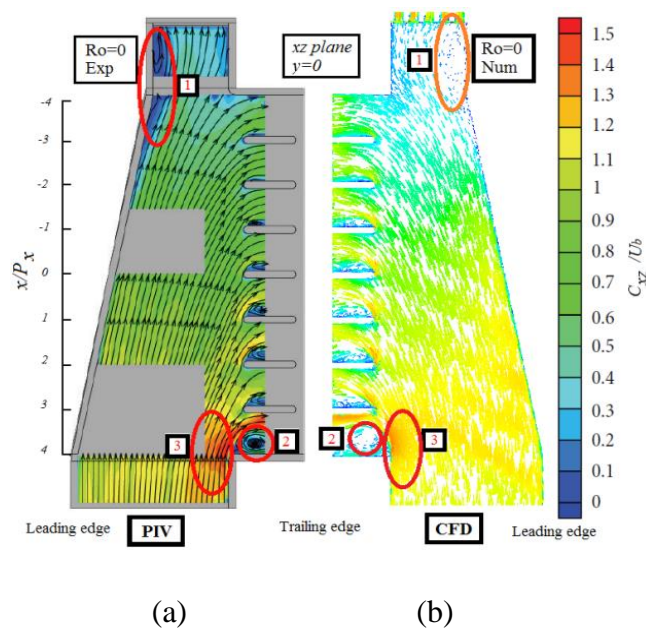 Ro=0
Exp
1
xz plane
y=0
1
Ro=0
Num
-4
-3
-2
-1
0
1
2
3
4
x/Px
3
2
2
3
1.5
1.4
1.3
1.2
1.1
1
0.9
0.8
0.7
0.6
0.5
0.4
0.3
0.2
0.1
0
Cxz /Ub
Leading edge
PIV
Trailing edge
CFD
Leading edge
(a)
(b)